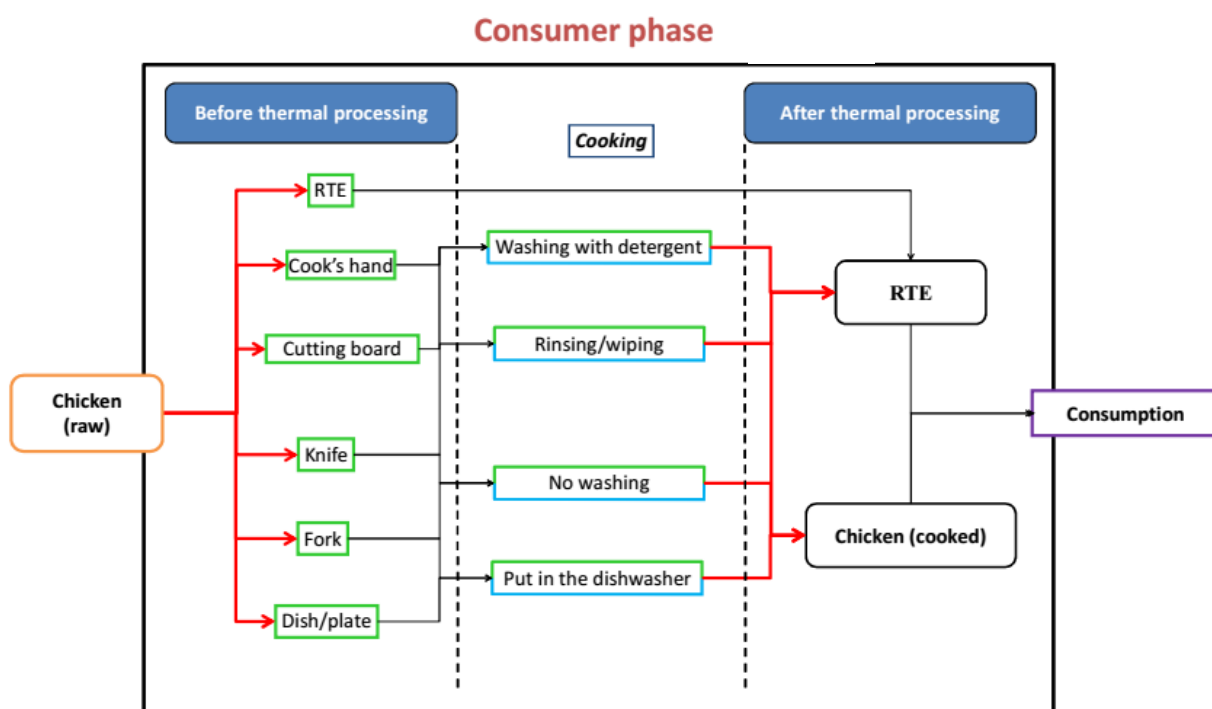 Consumer phase
Before thermal processing
After thermal processing
Cooking
RTE
Washing with detergent
Cook's hand
RTE
Cutting board
Rinsing/wiping
Chicken
(raw)
Consumption
Knife
No washing
Fork
Chicken (cooked)
Put in the dishwasher
Dish/plate